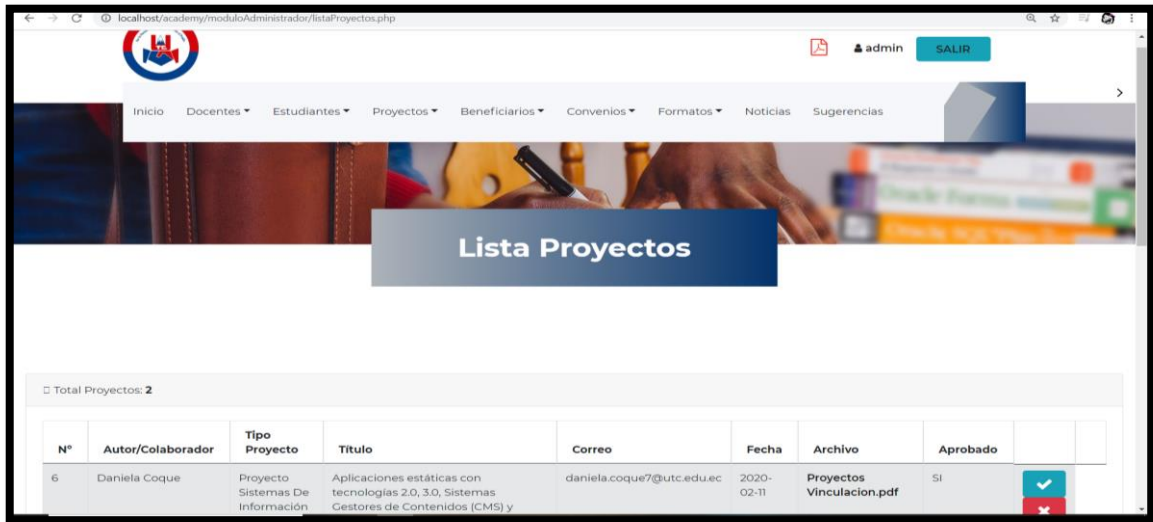 localhost/academy/moduloAdministrador/listaProyectos.php
admin
SALIR
Inicio Docentes Estudiantes Proyectos Beneficiarios Convenios Formatos Noticias Sugerencias
Oracle Forms
Lista Proyectos
Total Proyectos: 2
Nº Autor/Colaborador Tipo Proyecto Título Correo Fecha Archivo Aprobado
6 Daniela Coque Proyecto Aplicaciones estáticas con daniela.coque7@utc.edu.ec 2020- Proyectos SI
Sistemas De tecnologías 2.0, 3.0, Sistemas 02-11 Vinculacion.pdf
Información Gestores de Contenidos (CMS) y